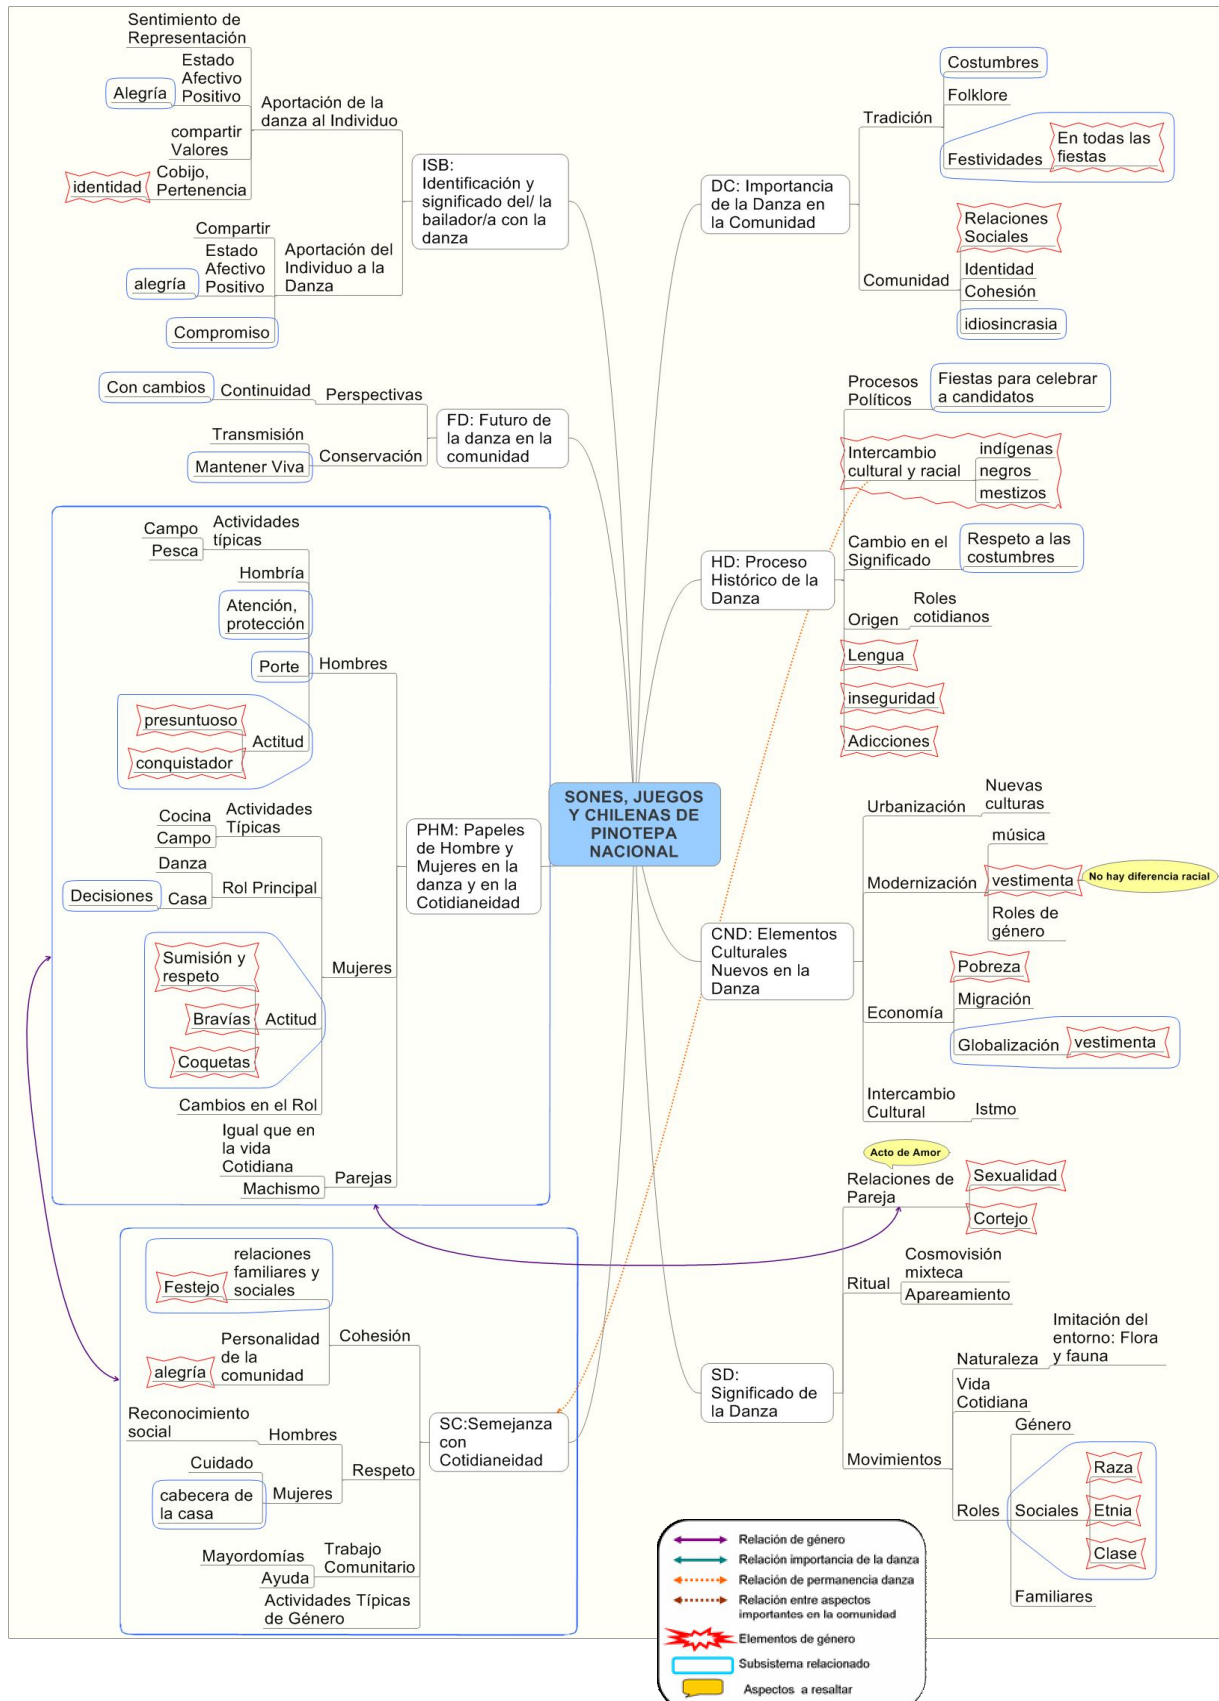 SONES, JUEGOS
Y CHILENAS DE
PINOTEPA
NACIONAL
ISB:
Identificación y
significado del/ la
bailador/a con la
danza
Aportación de la
danza al Individuo
Sentimiento de
Representación
Estado
Afectivo
Positivo
Alegría
compartir
Valores
Cobijo,
Pertenencia
identidad
Aportación del
Individuo a la
Danza
Compartir
Estado
Afectivo
Positivo
alegría
Compromiso
FD: Futuro de
la danza en la
comunidad
Perspectivas
Continuidad
Con cambios
Conservación
Transmisión
Mantener Viva
PHM: Papeles
de Hombre y
Mujeres en la
danza y en la
Cotidianeidad
Hombres
Actividades
típicas
Campo
Pesca
Hombría
Atención,
protección
Porte
Actitud
presuntuoso
conquistador
Mujeres
Actividades
Típicas
Cocina
Campo
Rol Principal
Danza
Casa
Decisiones
Actitud
Sumisión y
respeto
Bravías
Coquetas
Cambios en el Rol
Parejas
Igual que en
la vida
Cotidiana
Machismo
SC:Semejanza
con
Cotidianeidad
Cohesión
relaciones
familiares y
sociales
Festejo
Personalidad
de la
comunidad
alegría
Respeto
Hombres
Reconocimiento
social
Mujeres
Cuidado
cabecera de
la casa
Trabajo
Comunitario
Mayordomías
Ayuda
Actividades Típicas
de Género
DC: Importancia
de la Danza en
la Comunidad
Tradición
Costumbres
Folklore
Festividades
En todas las
fiestas
Comunidad
Relaciones
Sociales
Identidad
Cohesión
idiosincrasia
HD: Proceso
Histórico de la
Danza
Procesos
Políticos
Fiestas para celebrar
a candidatos
Intercambio
cultural y racial
indígenas
negros
mestizos
Cambio en el
Significado
Respeto a las
costumbres
Origen
Roles
cotidianos
Lengua
inseguridad
Adicciones
CND: Elementos
Culturales
Nuevos en la
Danza
Urbanización
Nuevas
culturas
Modernización
música
vestimenta
No hay diferencia racial
Roles de
género
Economía
Pobreza
Migración
Globalización
vestimenta
Intercambio
Cultural
Istmo
SD:
Significado de
la Danza
Acto de Amor
Relaciones de
Pareja
Sexualidad
Cortejo
Ritual
Cosmovisión
mixteca
Apareamiento
Movimientos
Naturaleza
Imitación del
entorno: Flora
y fauna
Vida
Cotidiana
Roles
Género
Sociales
Raza
Etnia
Clase
Familiares
Relación de género
Relación importancia de la danza
Relación de permanencia danza
Relación entre aspectos
importantes en la comunidad
Elementos de género
Subsistema relacionado
Aspectos a resaltar